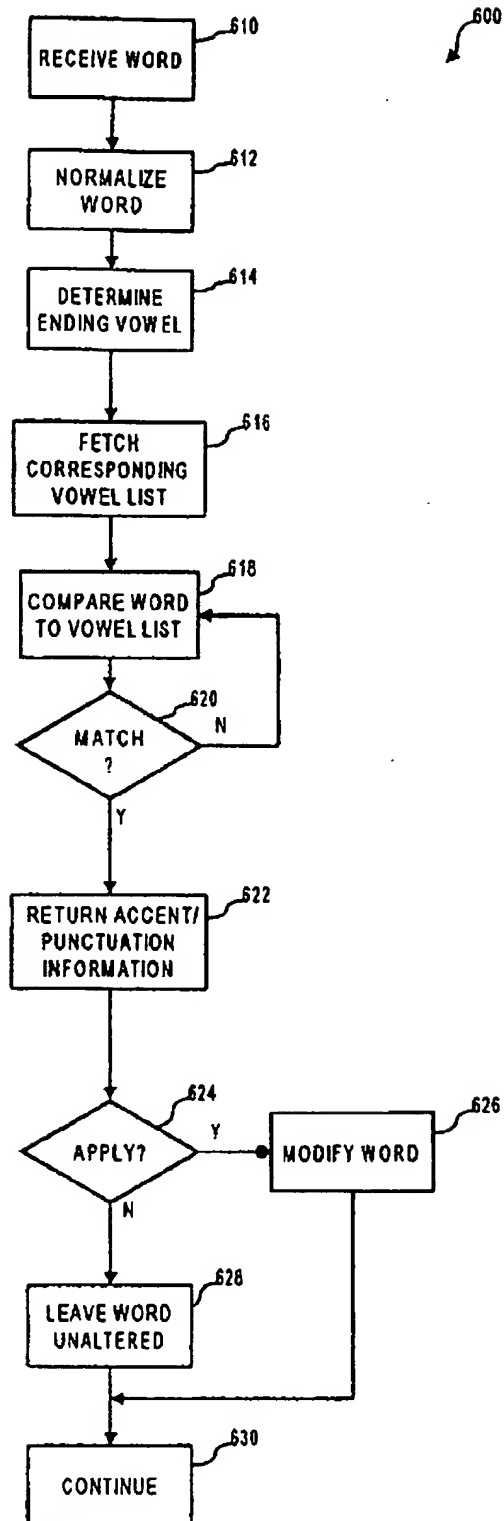 600
610
RECEIVE WORD
612
NORMALIZE
WORD
614
DETERMINE
ENDING VOWEL
616
FETCH
CORRESPONDING
VOWEL LIST
618
COMPARE WORD
TO VOWEL LIST
620
MATCH
?
N
Y
622
RETURN ACCENT/
PUNCTUATION
INFORMATION
624
APPLY?
Y
N
626
MODIFY WORD
628
LEAVE WORD
UNALTERED
630
CONTINUE